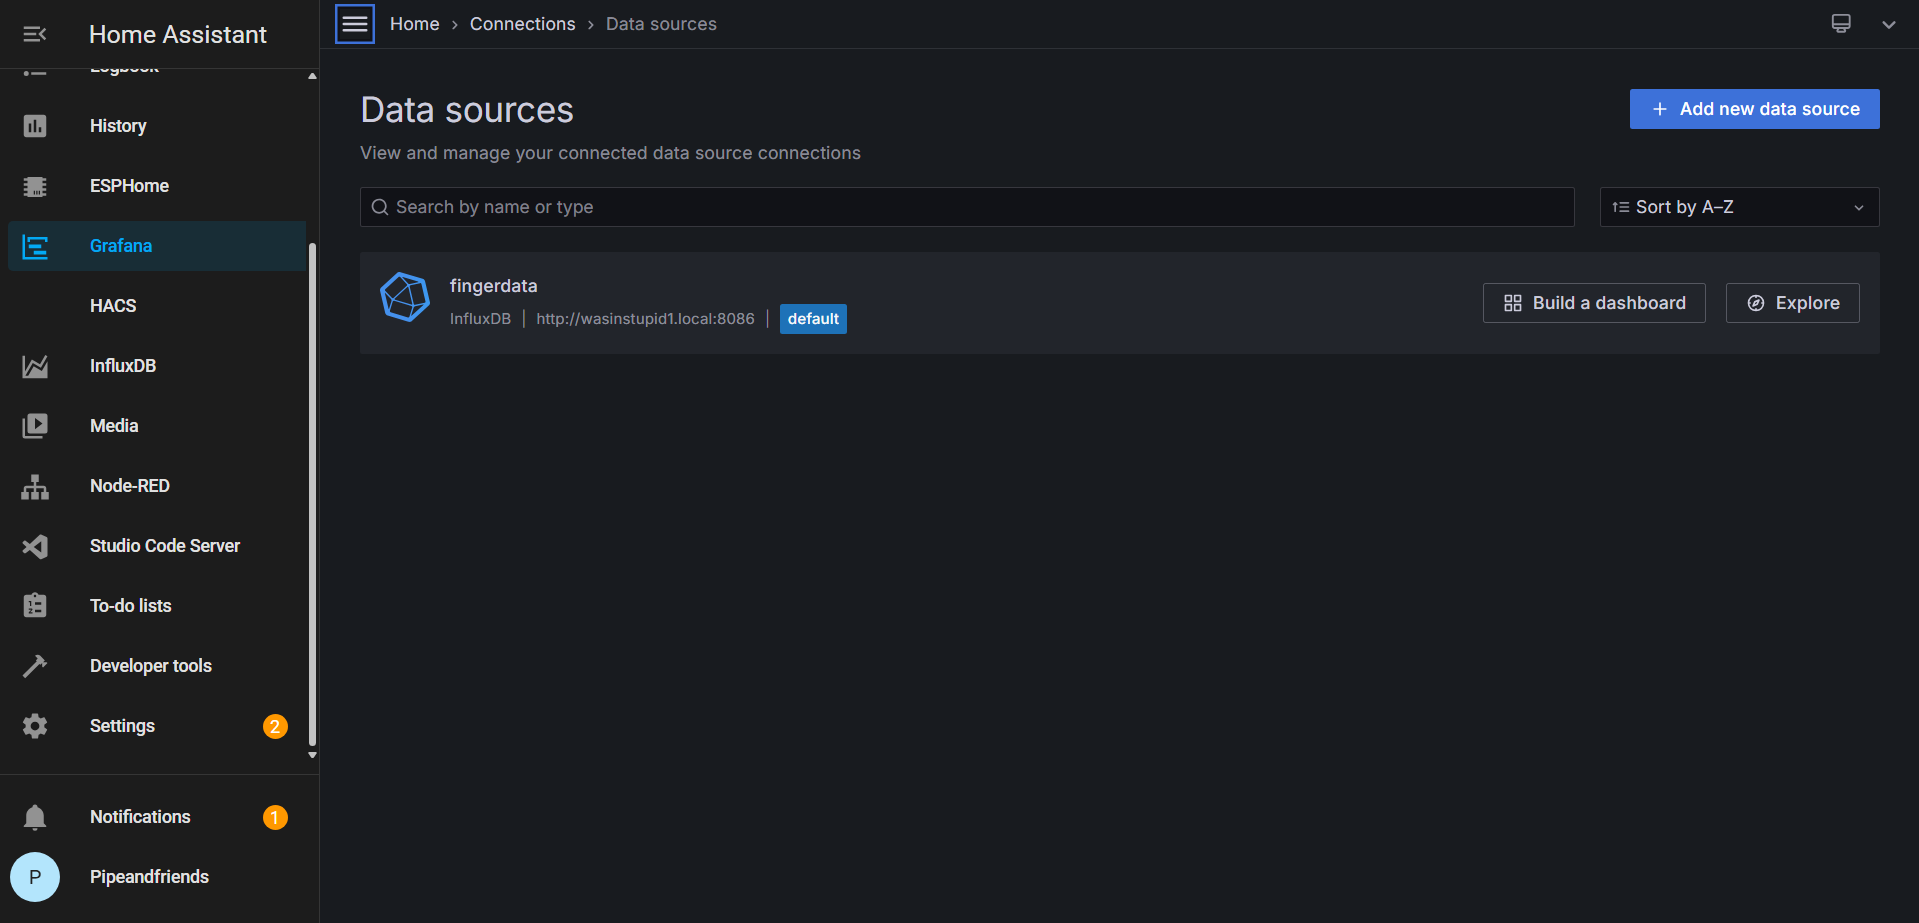 Home Assistant
Logbook
History
ESPHome
Grafana
HACS
InfluxDB
Media
Node-RED
Studio Code Server
To-do lists
Developer tools
Settings 2
Notifications 1
P Pipeandfriends
Home › Connections › Data sources
Data sources
+ Add new data source
View and manage your connected data source connections
Search by name or type
Sort by A–Z
fingerdata
InfluxDB | http://wasinstupid1.local:8086 | default
Build a dashboard
Explore